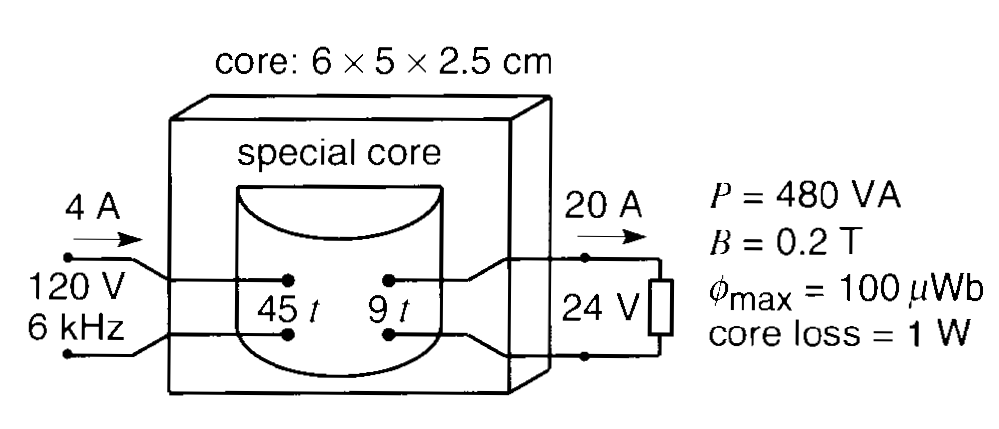 core: 6 × 5 × 2.5 cm
special core
4 A
120 V
6 kHz
45 t
9 t
20 A
24 V
P = 480 VA
B = 0.2 T
ϕmax = 100 μWb
core loss = 1 W